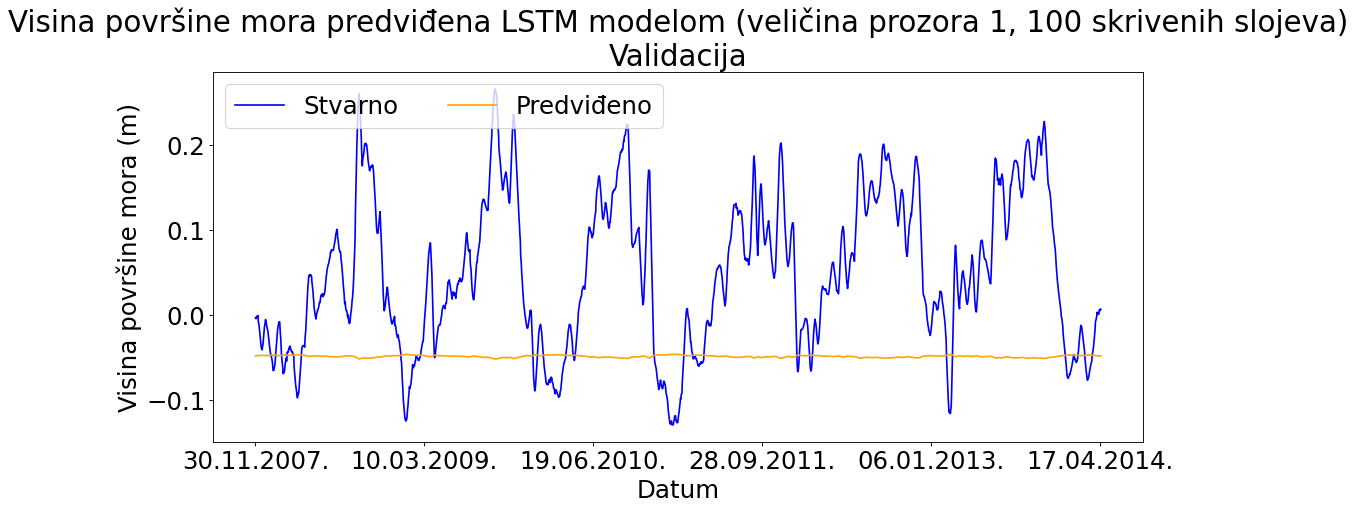 Visina površine mora predviđena LSTM modelom (veličina prozora 1, 100 skrivenih slojeva)
Validacija
Stvarno
Predviđeno
Visina površine mora (m)
0.2
0.1
0.0
−0.1
30.11.2007.
10.03.2009.
19.06.2010.
28.09.2011.
06.01.2013.
17.04.2014.
Datum